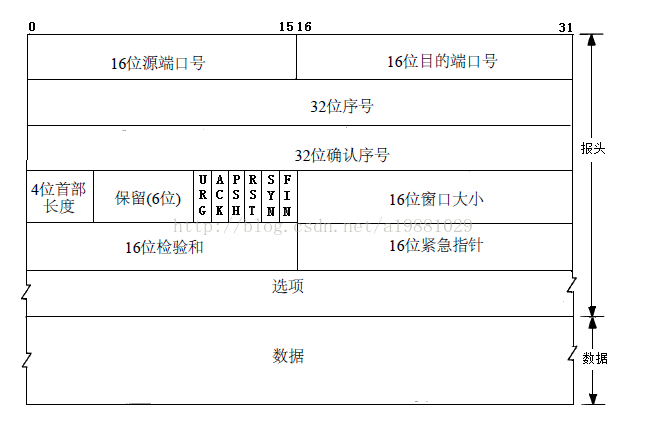 0 15 16 31
16位源端口号 16位目的端口号
32位序号
32位确认序号
报头
4位首部
长度
保留(6位)
URG
ACK
PSH
RST
SYN
FIN
16位窗口大小
http://blog.csdn.net/a19881029
16位检验和 16位紧急指针
选项
数据
数据